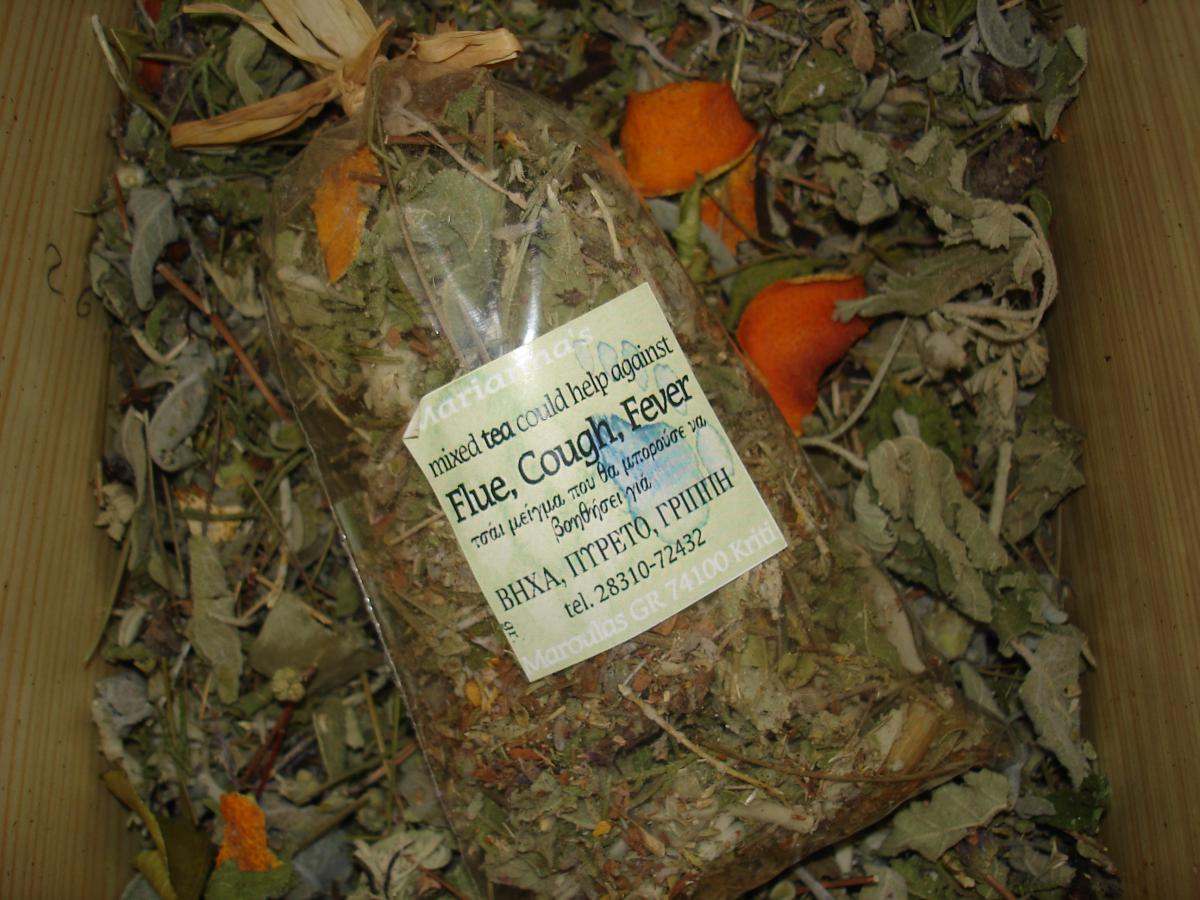 Marianna's
mixed tea could help against
Flue, Cough, Fever
τσάι μείγμα που θα μπορούσε να
βοηθήσει γιά
ΒΗΧΑ, ΠΥΡΕΤΟ, ΓΡΙΠΠΗ
tel. 28310-72432
Maroulas GR 74100 Kriti